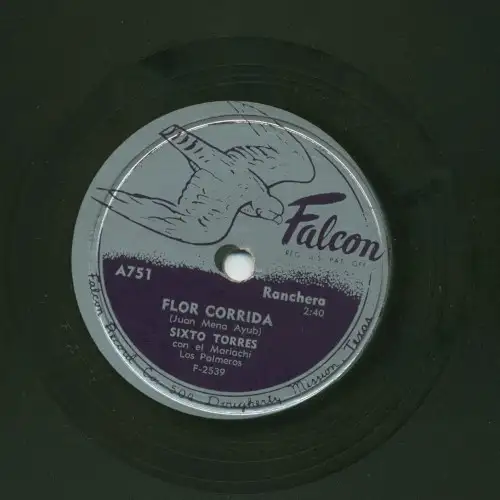 Falcon
REG. U.S. PAT. OFF.
A751
Ranchera
2:40
FLOR CORRIDA
(Juan Mena Ayub)
SIXTO TORRES
con el Mariachi
Los Palmeros
F-2539
Falcon Record Co. 502 Dougherty Mission, Texas